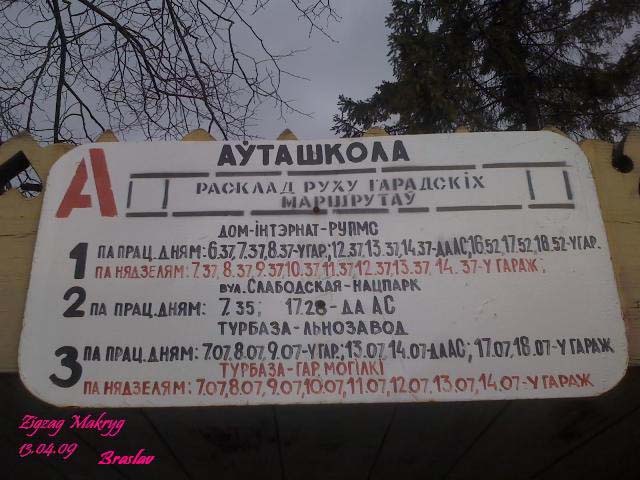 А
АЎТАШКОЛА
РАСКЛАД РУХУ ГАРАДСКІХ
МАРШРУТАЎ
ДОМ-ІНТЭРНАТ-РУПМС
1 ПА ПРАЦ. ДНЯМ: 6.37, 7.37, 8.37-УГАР.; 12.37, 13.37, 14.37-ДА АС; 16.52, 17.52, 18.52-УГАР.
ПА НЯДЗЕЛЯМ: 7.37, 8.37, 9.37, 10.37, 11.37, 12.37, 13.37, 14.37-У ГАРАЖ;
ВУЛ. СЛАБОДСКАЯ-НАЦПАРК
2 ПА ПРАЦ. ДНЯМ: 7.35; 17.28-ДА АС
ТУРБАЗА-ЛЬНОЗАВОД
3 ПА ПРАЦ. ДНЯМ: 7.07, 8.07, 9.07-УГАР.; 13.07, 14.07-ДА АС; 17.07, 18.07-У ГАРАЖ
ТУРБАЗА-ГАР. МОГІЛКІ
ПА НЯДЗЕЛЯМ: 7.07, 8.07, 9.07, 10.07, 11.07, 12.07, 13.07, 14.07-У ГАРАЖ
Zigzag Makryg
13.04.09 Braslav